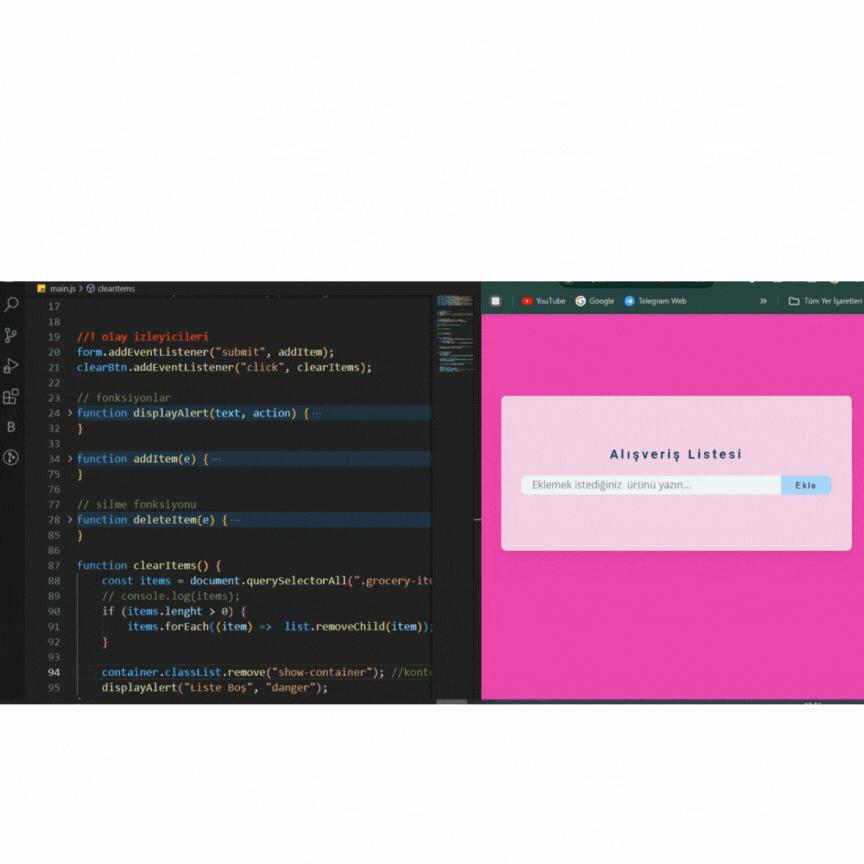 main.js > clearItems
17
18
19 //! olay izleyicileri
20 form.addEventListener("submit", addItem);
21 clearBtn.addEventListener("click", clearItems);
22
23 // fonksiyonlar
24 > function displayAlert(text, action) { ...
32 }
33
34 > function addItem(e) { ...
75 }
76
77 // silme fonksiyonu
78 > function deleteItem(e) { ...
85 }
86
87 function clearItems() {
88 const items = document.querySelectorAll(".grocery-ite
89 // console.log(items);
90 if (items.lenght > 0) {
91 items.forEach((item) => list.removeChild(item));
92 }
93
94 container.classList.remove("show-container"); //konte
95 displayAlert("Liste Boş", "danger");
B
YouTube Google Telegram Web » Tüm Yer İşaretleri
Alışveriş Listesi
Eklemek istediğiniz ürünü yazın...
Ekle